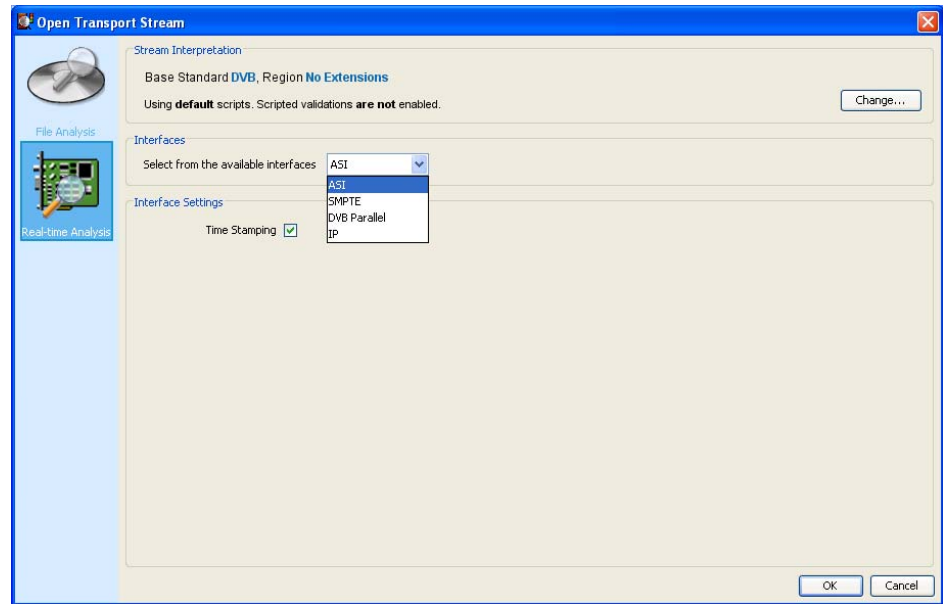 Open Transport Stream
File Analysis
Real-time Analysis
Stream Interpretation
Base Standard DVB, Region No Extensions
Using default scripts. Scripted validations are not enabled.
Change...
Interfaces
Select from the available interfaces ASI
ASI
SMPTE
DVB Parallel
IP
Interface Settings
Time Stamping
OK
Cancel